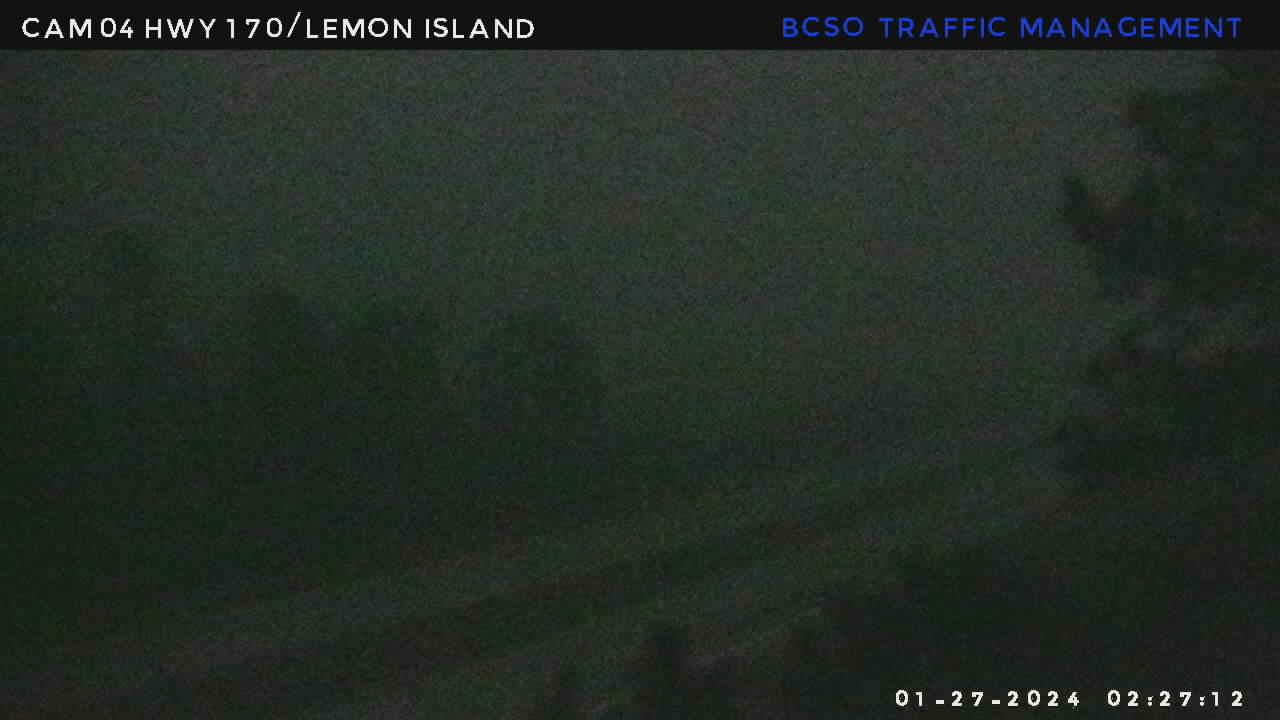 CAM 04 HWY 170/LEMON ISLAND
BCSO TRAFFIC MANAGEMENT
01-27-2024 02:27:12